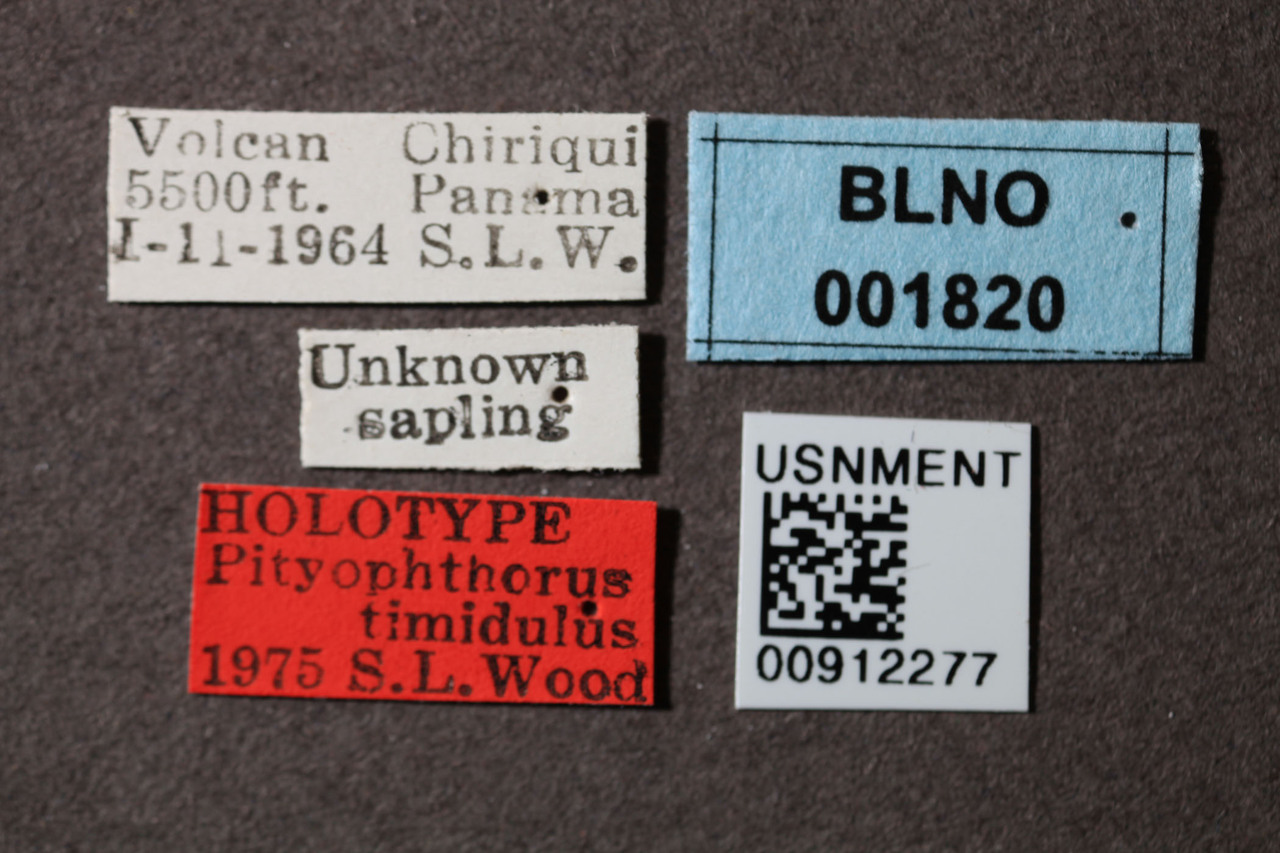 Volcan Chiriqui
5500ft. Panama
I-11-1964 S.L.W.
Unknown
sapling
HOLOTYPE
Pityophthorus
timidulus
1975 S.L.Wood
BLNO
001820
USNMENT
00912277